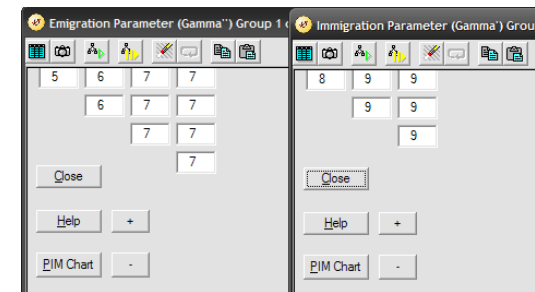 Emigration Parameter (Gamma'') Group 1 c
5 6 7 7
6 7 7
7 7
7
Close
Help +
PIM Chart -
Immigration Parameter (Gamma') Grou
8 9 9
9 9
9
Close
Help +
PIM Chart -